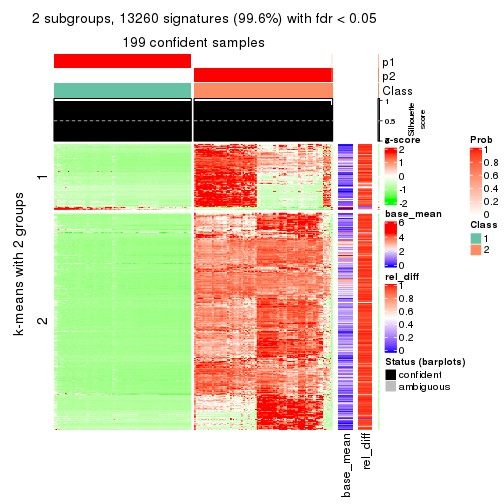 2 subgroups, 13260 signatures (99.6%) with fdr < 0.05
199 confident samples
p1
p2
Class
1
0.5
0
Silhouette
score
k-means with 2 groups
1
2
base_mean
rel_diff
z-score
2
1
0
-1
-2
base_mean
6
4
2
0
rel_diff
1
0.8
0.6
0.4
0.2
0
Status (barplots)
confident
ambiguous
Prob
1
0.8
0.6
0.4
0.2
0
Class
1
2